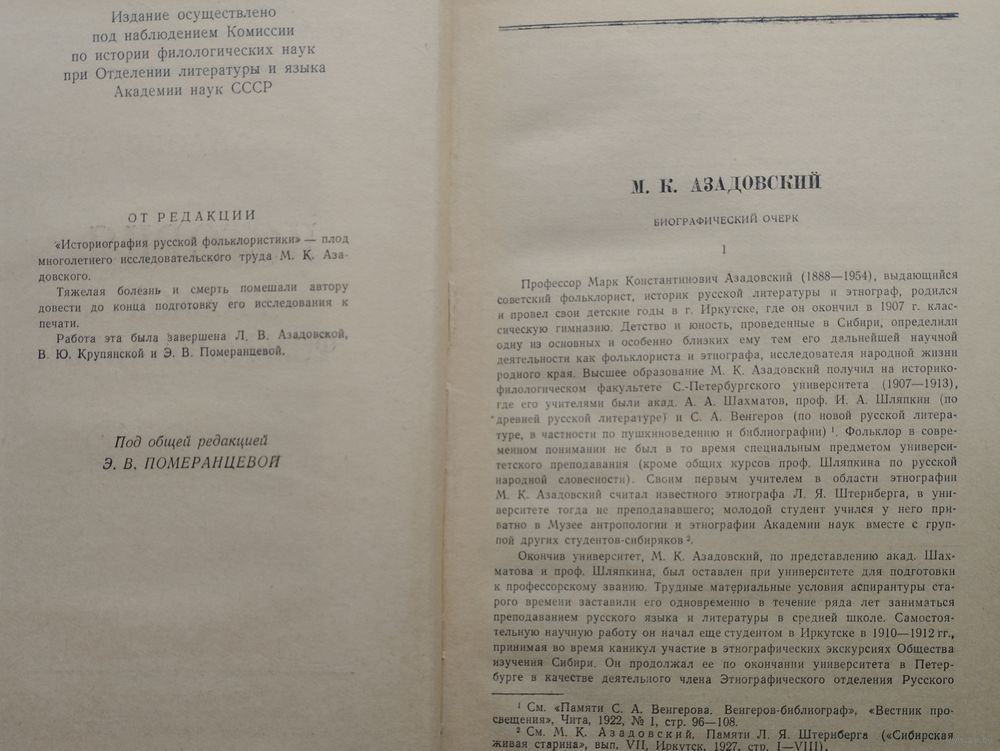 Издание осуществлено
под наблюдением Комиссии
по истории филологических наук
при Отделении литературы и языка
Академии наук СССР
ОТ РЕДАКЦИИ
«Историография русской фольклористики» — плод
многолетнего исследовательского труда М. К. Аза-
довского.
Тяжелая болезнь и смерть помешали автору
довести до конца подготовку его исследования к
печати.
Работа эта была завершена Л. В. Азадовской,
В. Ю. Крупянской и Э. В. Померанцевой.
Под общей редакцией
Э. В. ПОМЕРАНЦЕВОЙ
М. К. АЗАДОВСКИЙ
БИОГРАФИЧЕСКИЙ ОЧЕРК
1
Профессор Марк Константинович Азадовский (1888—1954), выдающийся
советский фольклорист, историк русской литературы и этнограф, родился
и провел свои детские годы в г. Иркутске, где он окончил в 1907 г. клас-
сическую гимназию. Детство и юность, проведенные в Сибири, определили
одну из основных и особенно близких ему тем его дальнейшей научной
деятельности как фольклориста и этнографа, исследователя народной жизни
родного края. Высшее образование М. К. Азадовский получил на историко-
филологическом факультете С.-Петербургского университета (1907—1913),
где его учителями были акад. А. А. Шахматов, проф. И. А. Шляпкин (по
древней русской литературе) и С. А. Венгеров (по новой русской литера-
туре, в частности по пушкиноведению и библиографии) ¹. Фольклор в совре-
менном понимании не был в то время специальным предметом универси-
тетского преподавания (кроме общих курсов проф. Шляпкина по русской
народной словесности). Своим первым учителем в области этнографии
М. К. Азадовский считал известного этнографа Л. Я. Штернберга, в уни-
верситете тогда не преподававшего; молодой студент учился у него при-
ватно в Музее антропологии и этнографии Академии наук вместе с груп-
пой других студентов-сибиряков ².
Окончив университет, М. К. Азадовский, по представлению акад. Шах-
матова и проф. Шляпкина, был оставлен при университете для подготовки
к профессорскому званию. Трудные материальные условия аспирантуры ста-
рого времени заставили его одновременно в течение ряда лет заниматься
преподаванием русского языка и литературы в средней школе. Самостоя-
тельную научную работу он начал еще студентом в Иркутске в 1910—1912 гг.,
принимая во время каникул участие в этнографических экскурсиях Общества
изучения Сибири. Он продолжал ее по окончании университета в Петер-
бурге в качестве деятельного члена Этнографического отделения Русского
¹ См. «Памяти С. А. Венгерова. Венгеров-библиограф», «Вестник про-
свещения», Чита, 1922, № 1, стр. 96—108.
² См. М. К. Азадовский, Памяти Л. Я. Штернберга («Сибирская
живая старина», вып. VII, Иркутск, 1927, стр. I—VIII).